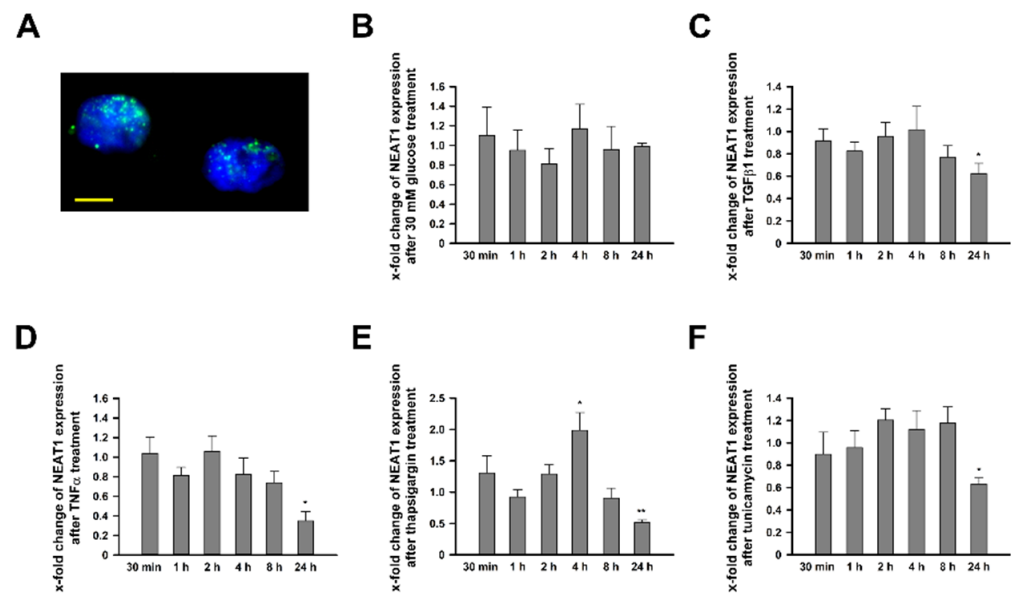 A
B
x-fold change of NEAT1 expression
after 30 mM glucose treatment
1.6
1.4
1.2
1.0
0.8
0.6
0.4
0.2
0
30 min 1 h 2 h 4 h 8 h 24 h
C
x-fold change of NEAT1 expression
after TGFβ1 treatment
1.4
1.2
1.0
0.8
0.6
0.4
0.2
0
*
30 min 1 h 2 h 4 h 8 h 24 h
D
x-fold change of NEAT1 expression
after TNFα treatment
1.6
1.4
1.2
1.0
0.8
0.6
0.4
0.2
0
*
30 min 1 h 2 h 4 h 8 h 24 h
E
x-fold change of NEAT1 expression
after thapsigargin treatment
2.5
2.0
1.5
1.0
0.5
0
*
**
30 min 1 h 2 h 4 h 8 h 24 h
F
x-fold change of NEAT1 expression
after tunicamycin treatment
1.4
1.2
1.0
0.8
0.6
0.4
0.2
0
*
30 min 1 h 2 h 4 h 8 h 24 h